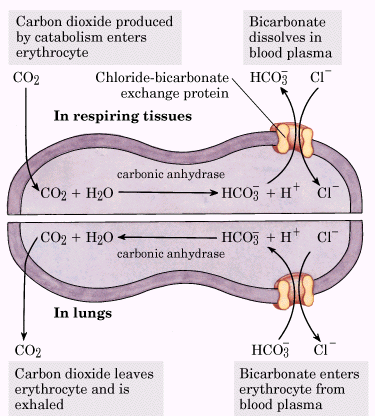 Carbon dioxide produced
by catabolism enters
erythrocyte
Bicarbonate
dissolves in
blood plasma
CO₂
Chloride-bicarbonate
exchange protein
HCO₃⁻
Cl⁻
In respiring tissues
carbonic anhydrase
CO₂ + H₂O
HCO₃⁻ + H⁺
Cl⁻
CO₂ + H₂O
HCO₃⁻ + H⁺
Cl⁻
carbonic anhydrase
In lungs
CO₂
HCO₃⁻
Cl⁻
Carbon dioxide leaves
erythrocyte and is
exhaled
Bicarbonate enters
erythrocyte from
blood plasma